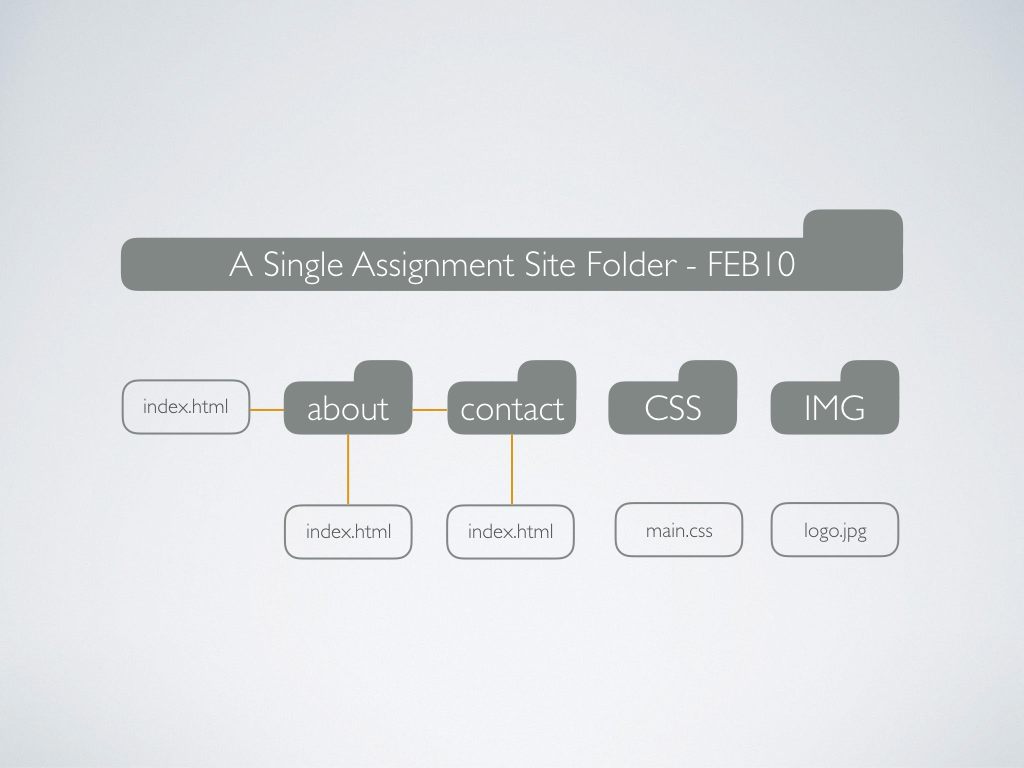 A Single Assignment Site Folder - FEB10
index.html
about
contact
CSS
IMG
index.html
index.html
main.css
logo.jpg